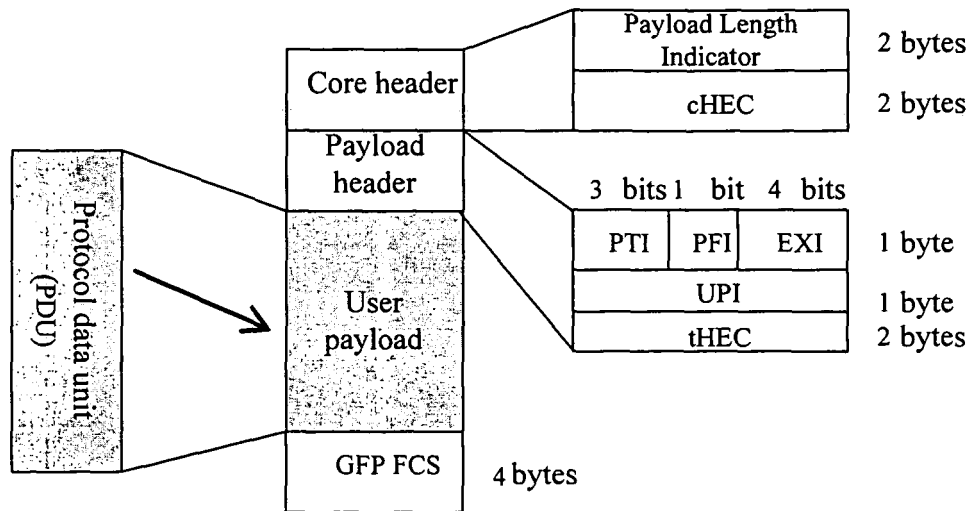 Core header
Payload Length
Indicator
2 bytes
cHEC
2 bytes
Payload
header
3 bits 1 bit 4 bits
PTI PFI EXI
1 byte
UPI
1 byte
tHEC
2 bytes
Protocol data unit
(PDU)
User
payload
GFP FCS
4 bytes